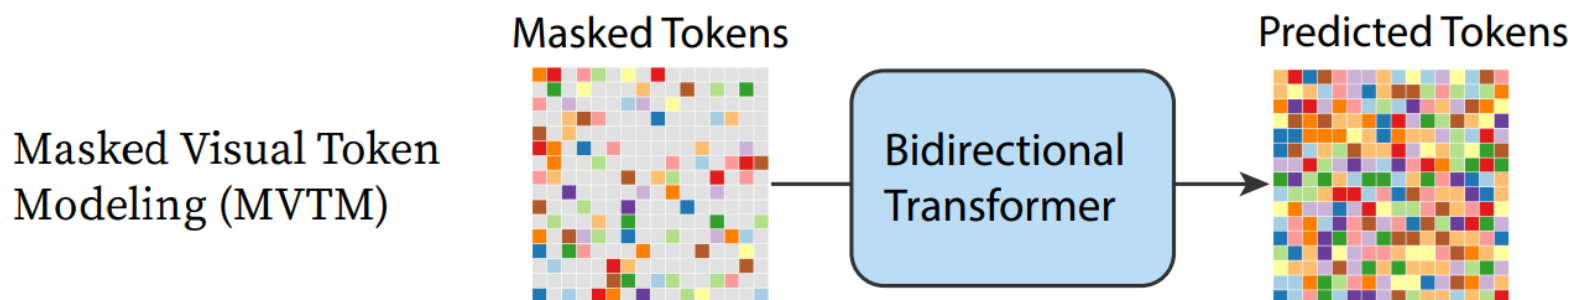 Masked Tokens
Predicted Tokens
Masked Visual Token
Modeling (MVTM)
Bidirectional
Transformer